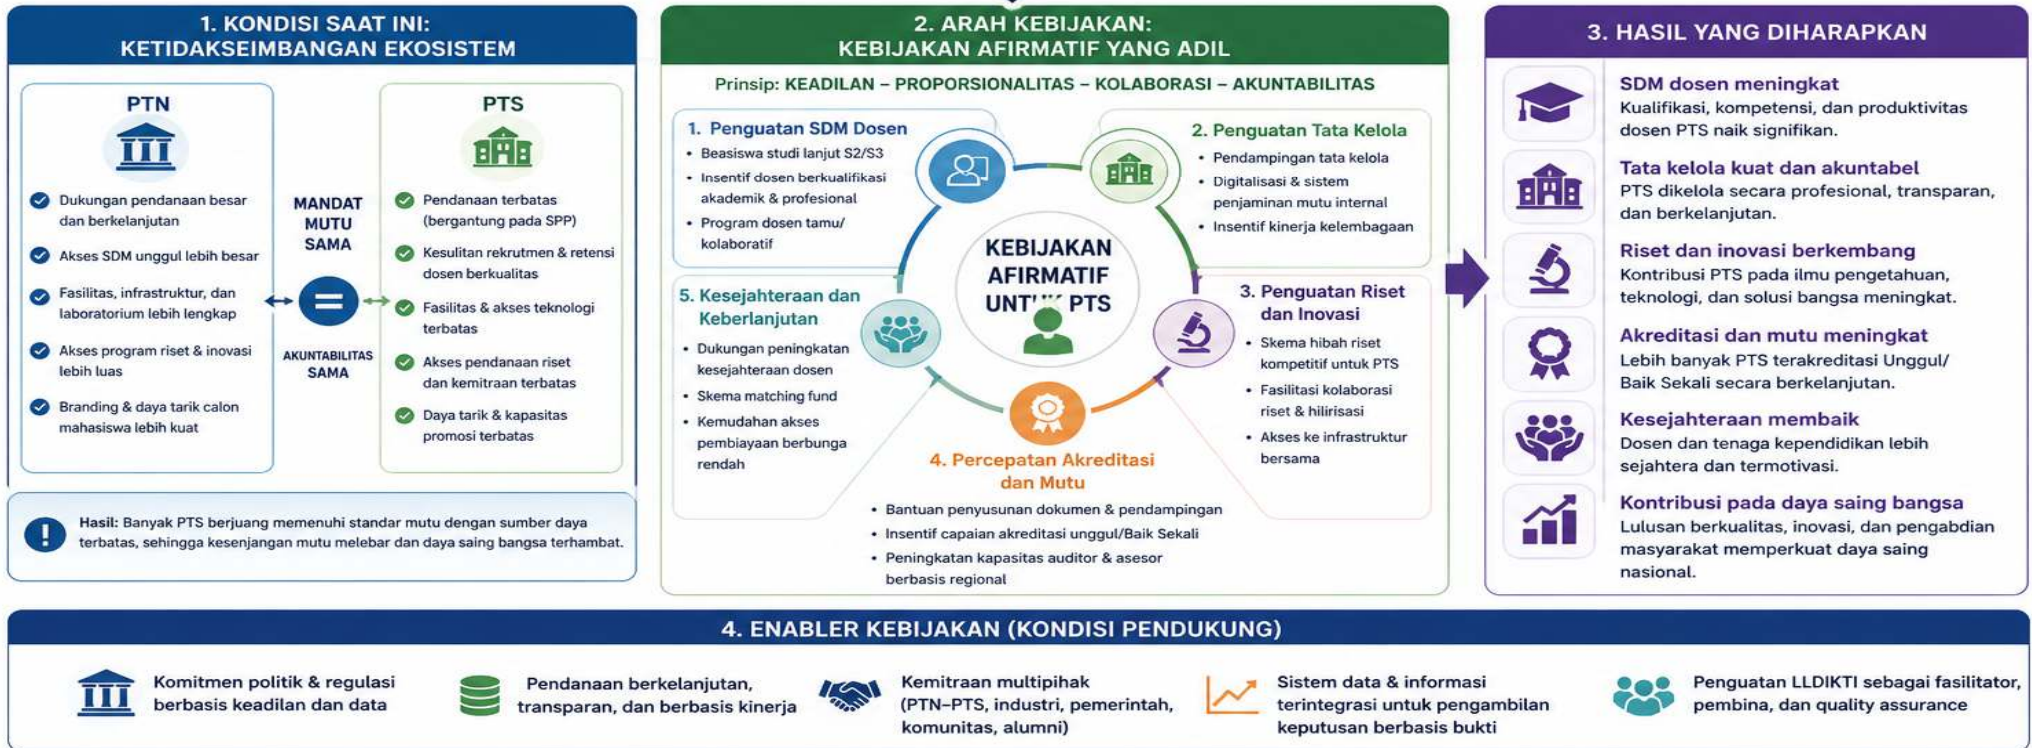 1. KONDISI SAAT INI:
KETIDAKSEIMBANGAN EKOSISTEM
PTN
Dukungan pendanaan besar
dan berkelanjutan
Akses SDM unggul lebih besar
Fasilitas, infrastruktur, dan
laboratorium lebih lengkap
Akses program riset & inovasi
lebih luas
Branding & daya tarik calon
mahasiswa lebih kuat
MANDAT
MUTU
SAMA
=
AKUNTABILITAS
SAMA
PTS
Pendanaan terbatas
(bergantung pada SPP)
Kesulitan rekrutmen & retensi
dosen berkualitas
Fasilitas & akses teknologi
terbatas
Akses pendanaan riset
dan kemitraan terbatas
Daya tarik & kapasitas
promosi terbatas
! Hasil: Banyak PTS berjuang memenuhi standar mutu dengan sumber daya
terbatas, sehingga kesenjangan mutu melebar dan daya saing bangsa terhambat.
2. ARAH KEBIJAKAN:
KEBIJAKAN AFIRMATIF YANG ADIL
Prinsip: KEADILAN – PROPORSIONALITAS – KOLABORASI – AKUNTABILITAS
1. Penguatan SDM Dosen
• Beasiswa studi lanjut S2/S3
• Insentif dosen berkualifikasi
akademik & profesional
• Program dosen tamu/
kolaboratif
2. Penguatan Tata Kelola
• Pendampingan tata kelola
• Digitalisasi & sistem
penjaminan mutu internal
• Insentif kinerja kelembagaan
KEBIJAKAN
AFIRMATIF
PTS
3. Penguatan Riset
dan Inovasi
• Skema hibah riset
kompetitif untuk PTS
• Fasilitasi kolaborasi
riset & hilirisasi
• Akses ke infrastruktur
bersama
4. Percepatan Akreditasi
dan Mutu
• Bantuan penyusunan dokumen & pendampingan
• Insentif capaian akreditasi unggul/Baik Sekali
• Peningkatan kapasitas auditor & asesor
berbasis regional
5. Kesejahteraan dan
Keberlanjutan
• Dukungan peningkatan
kesejahteraan dosen
• Skema matching fund
• Kemudahan akses
pembiayaan berbunga
rendah
3. HASIL YANG DIHARAPKAN
SDM dosen meningkat
Kualifikasi, kompetensi, dan produktivitas
dosen PTS naik signifikan.
Tata kelola kuat dan akuntabel
PTS dikelola secara profesional, transparan,
dan berkelanjutan.
Riset dan inovasi berkembang
Kontribusi PTS pada ilmu pengetahuan,
teknologi, dan solusi bangsa meningkat.
Akreditasi dan mutu meningkat
Lebih banyak PTS terakreditasi Unggul/
Baik Sekali secara berkelanjutan.
Kesejahteraan membaik
Dosen dan tenaga kependidikan lebih
sejahtera dan termotivasi.
Kontribusi pada daya saing bangsa
Lulusan berkualitas, inovasi, dan pengabdian
masyarakat memperkuat daya saing
nasional.
4. ENABLER KEBIJAKAN (KONDISI PENDUKUNG)
Komitmen politik & regulasi
berbasis keadilan dan data
Pendanaan berkelanjutan,
transparan, dan berbasis kinerja
Kemitraan multipihak
(PTN–PTS, industri, pemerintah,
komunitas, alumni)
Sistem data & informasi
terintegrasi untuk pengambilan
keputusan berbasis bukti
Penguatan LLDIKTI sebagai fasilitator,
pembina, dan quality assurance